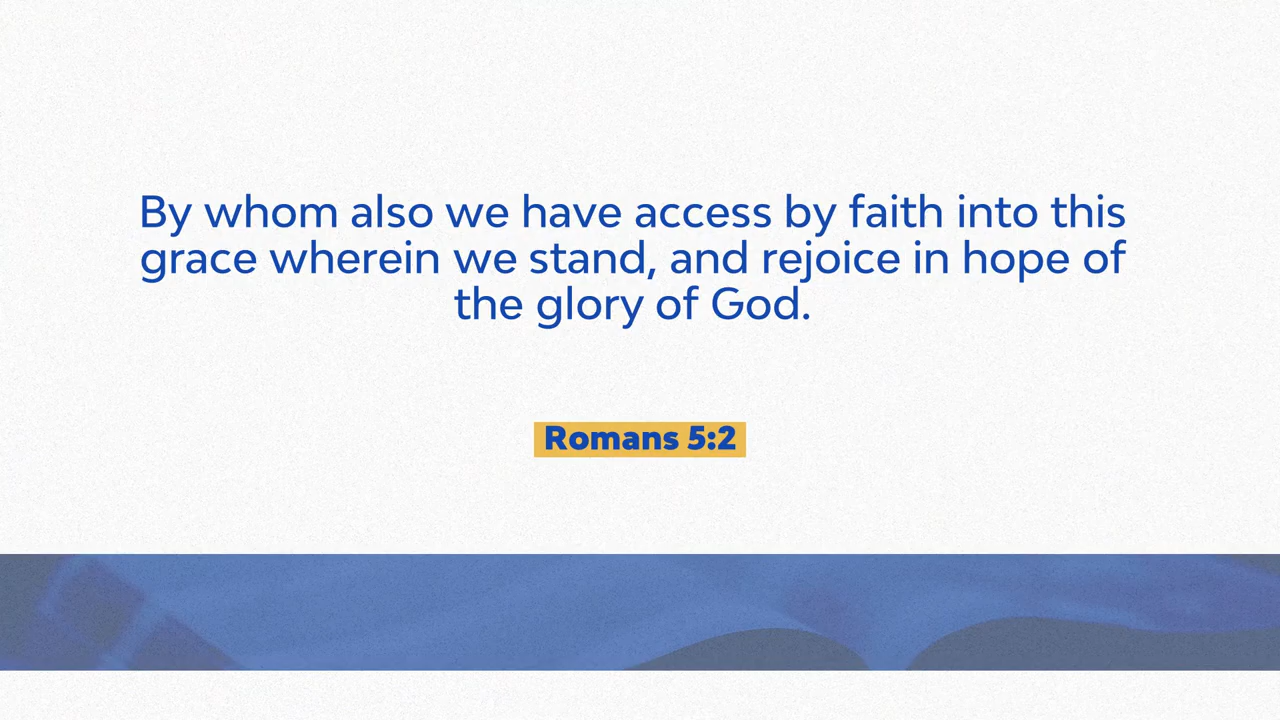 By whom also we have access by faith into this
grace wherein we stand, and rejoice in hope of
the glory of God.
Romans 5:2